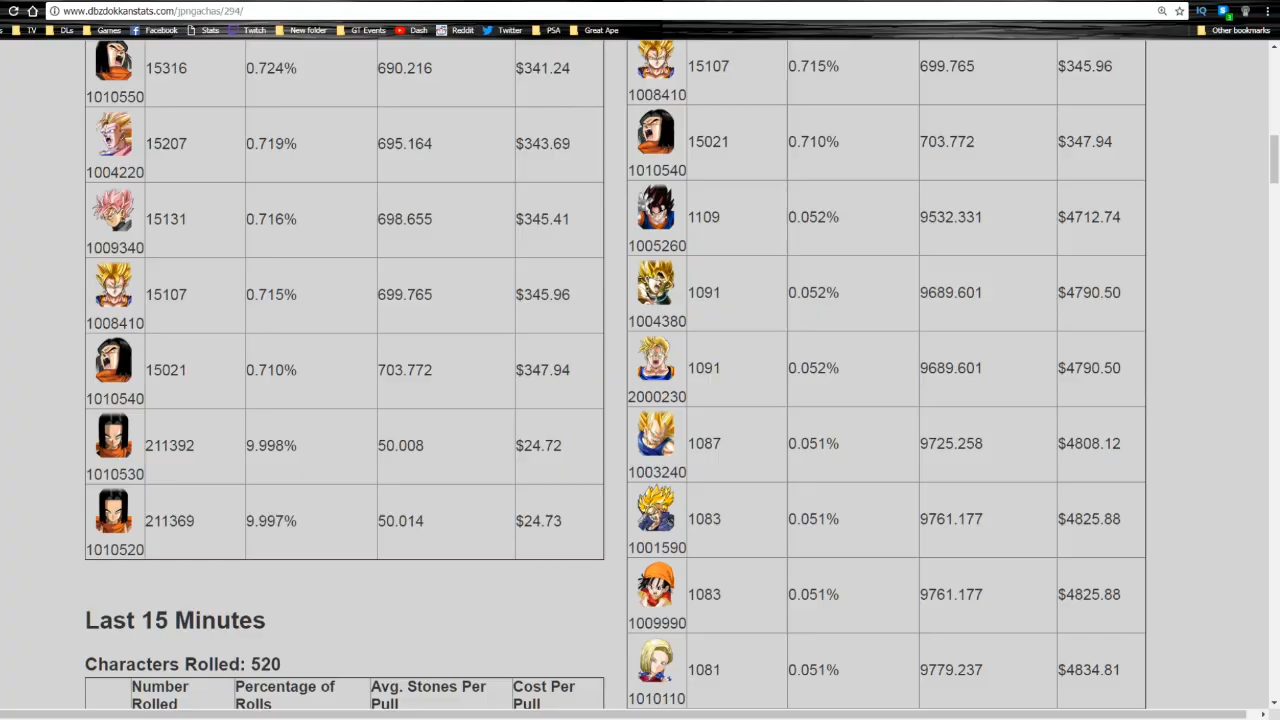 www.dbzdokkanstats.com/jpngachas/294/
TV DLs Games Facebook Stats Twitch New folder GT Events Dash Reddit Twitter PSA Great Ape Other bookmarks
15316 0.724% 690.216 $341.24
1010550
15207 0.719% 695.164 $343.69
1004220
15131 0.716% 698.655 $345.41
1009340
15107 0.715% 699.765 $345.96
1008410
15021 0.710% 703.772 $347.94
1010540
211392 9.998% 50.008 $24.72
1010530
211369 9.997% 50.014 $24.73
1010520
Last 15 Minutes
Characters Rolled: 520
Number Percentage of Avg. Stones Per Cost Per
Rolled Rolls Pull Pull
15107 0.715% 699.765 $345.96
1008410
15021 0.710% 703.772 $347.94
1010540
1109 0.052% 9532.331 $4712.74
1005260
1091 0.052% 9689.601 $4790.50
1004380
1091 0.052% 9689.601 $4790.50
2000230
1087 0.051% 9725.258 $4808.12
1003240
1083 0.051% 9761.177 $4825.88
1001590
1083 0.051% 9761.177 $4825.88
1009990
1081 0.051% 9779.237 $4834.81
1010110